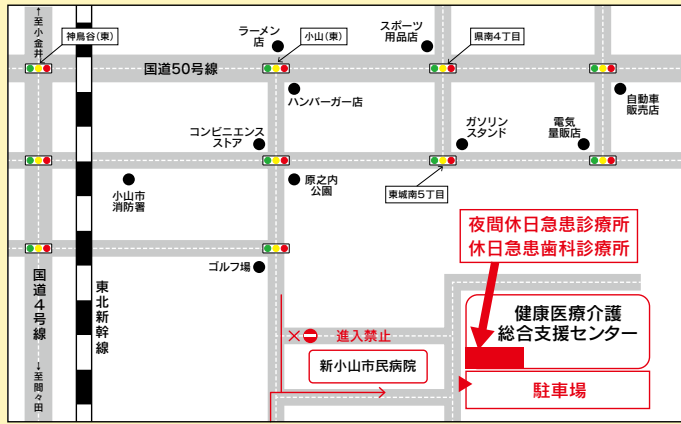 ←至小金井
神鳥谷（東）
ラーメン
店
小山（東）
スポーツ
用品店
県南4丁目
国道50号線
ハンバーガー店
自動車
販売店
コンビニエンス
ストア
ガソリン
スタンド
電気
量販店
小山市
消防署
原之内
公園
東城南5丁目
夜間休日急患診療所
休日急患歯科診療所
ゴルフ場
国道4号線
東北新幹線
健康医療介護
総合支援センター
進入禁止
新小山市民病院
駐車場
←至間々田